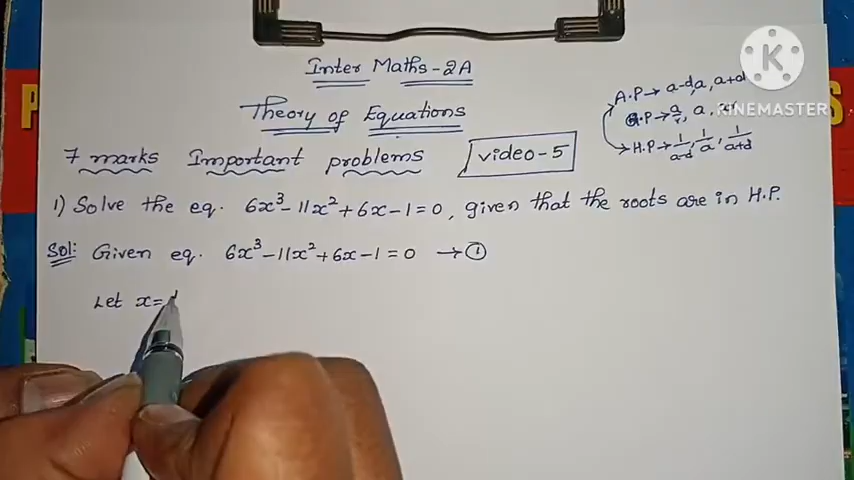 Inter Maths-2A
Theory of Equations
7 marks Important problems
video-5
A.P→ a-d, a, a+d
G.P→ a/r, a,
H.P→ 1/a-d, 1/a, 1/a+d
K
KINEMASTER
1) Solve the eq. 6x³-11x²+6x-1=0, given that the roots are in H.P.
Sol: Given eq. 6x³-11x²+6x-1=0 →①
Let x=